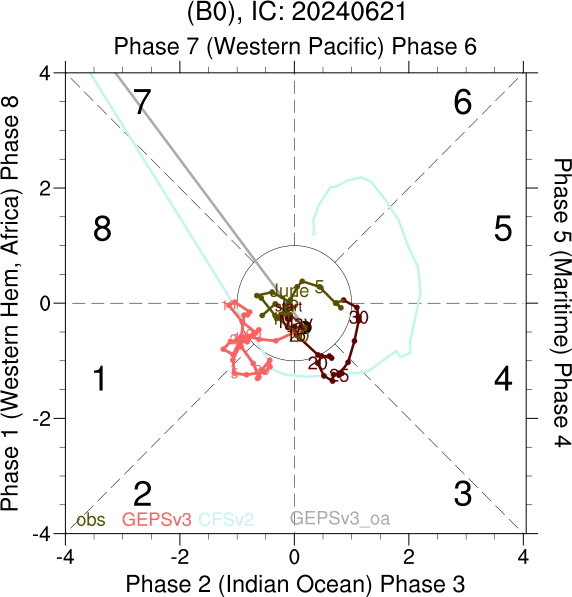 (B0), IC: 20240621
Phase 7 (Western Pacific) Phase 6
Phase 1 (Western Hem, Africa) Phase 8
Phase 5 (Maritime) Phase 4
4
2
0
-2
-4
7
6
8
5
1
4
2
3
June 5
start
May
30
20
25
obs
GEPSv3
CFSv2
GEPSv3_oa
-4
-2
0
2
4
Phase 2 (Indian Ocean) Phase 3